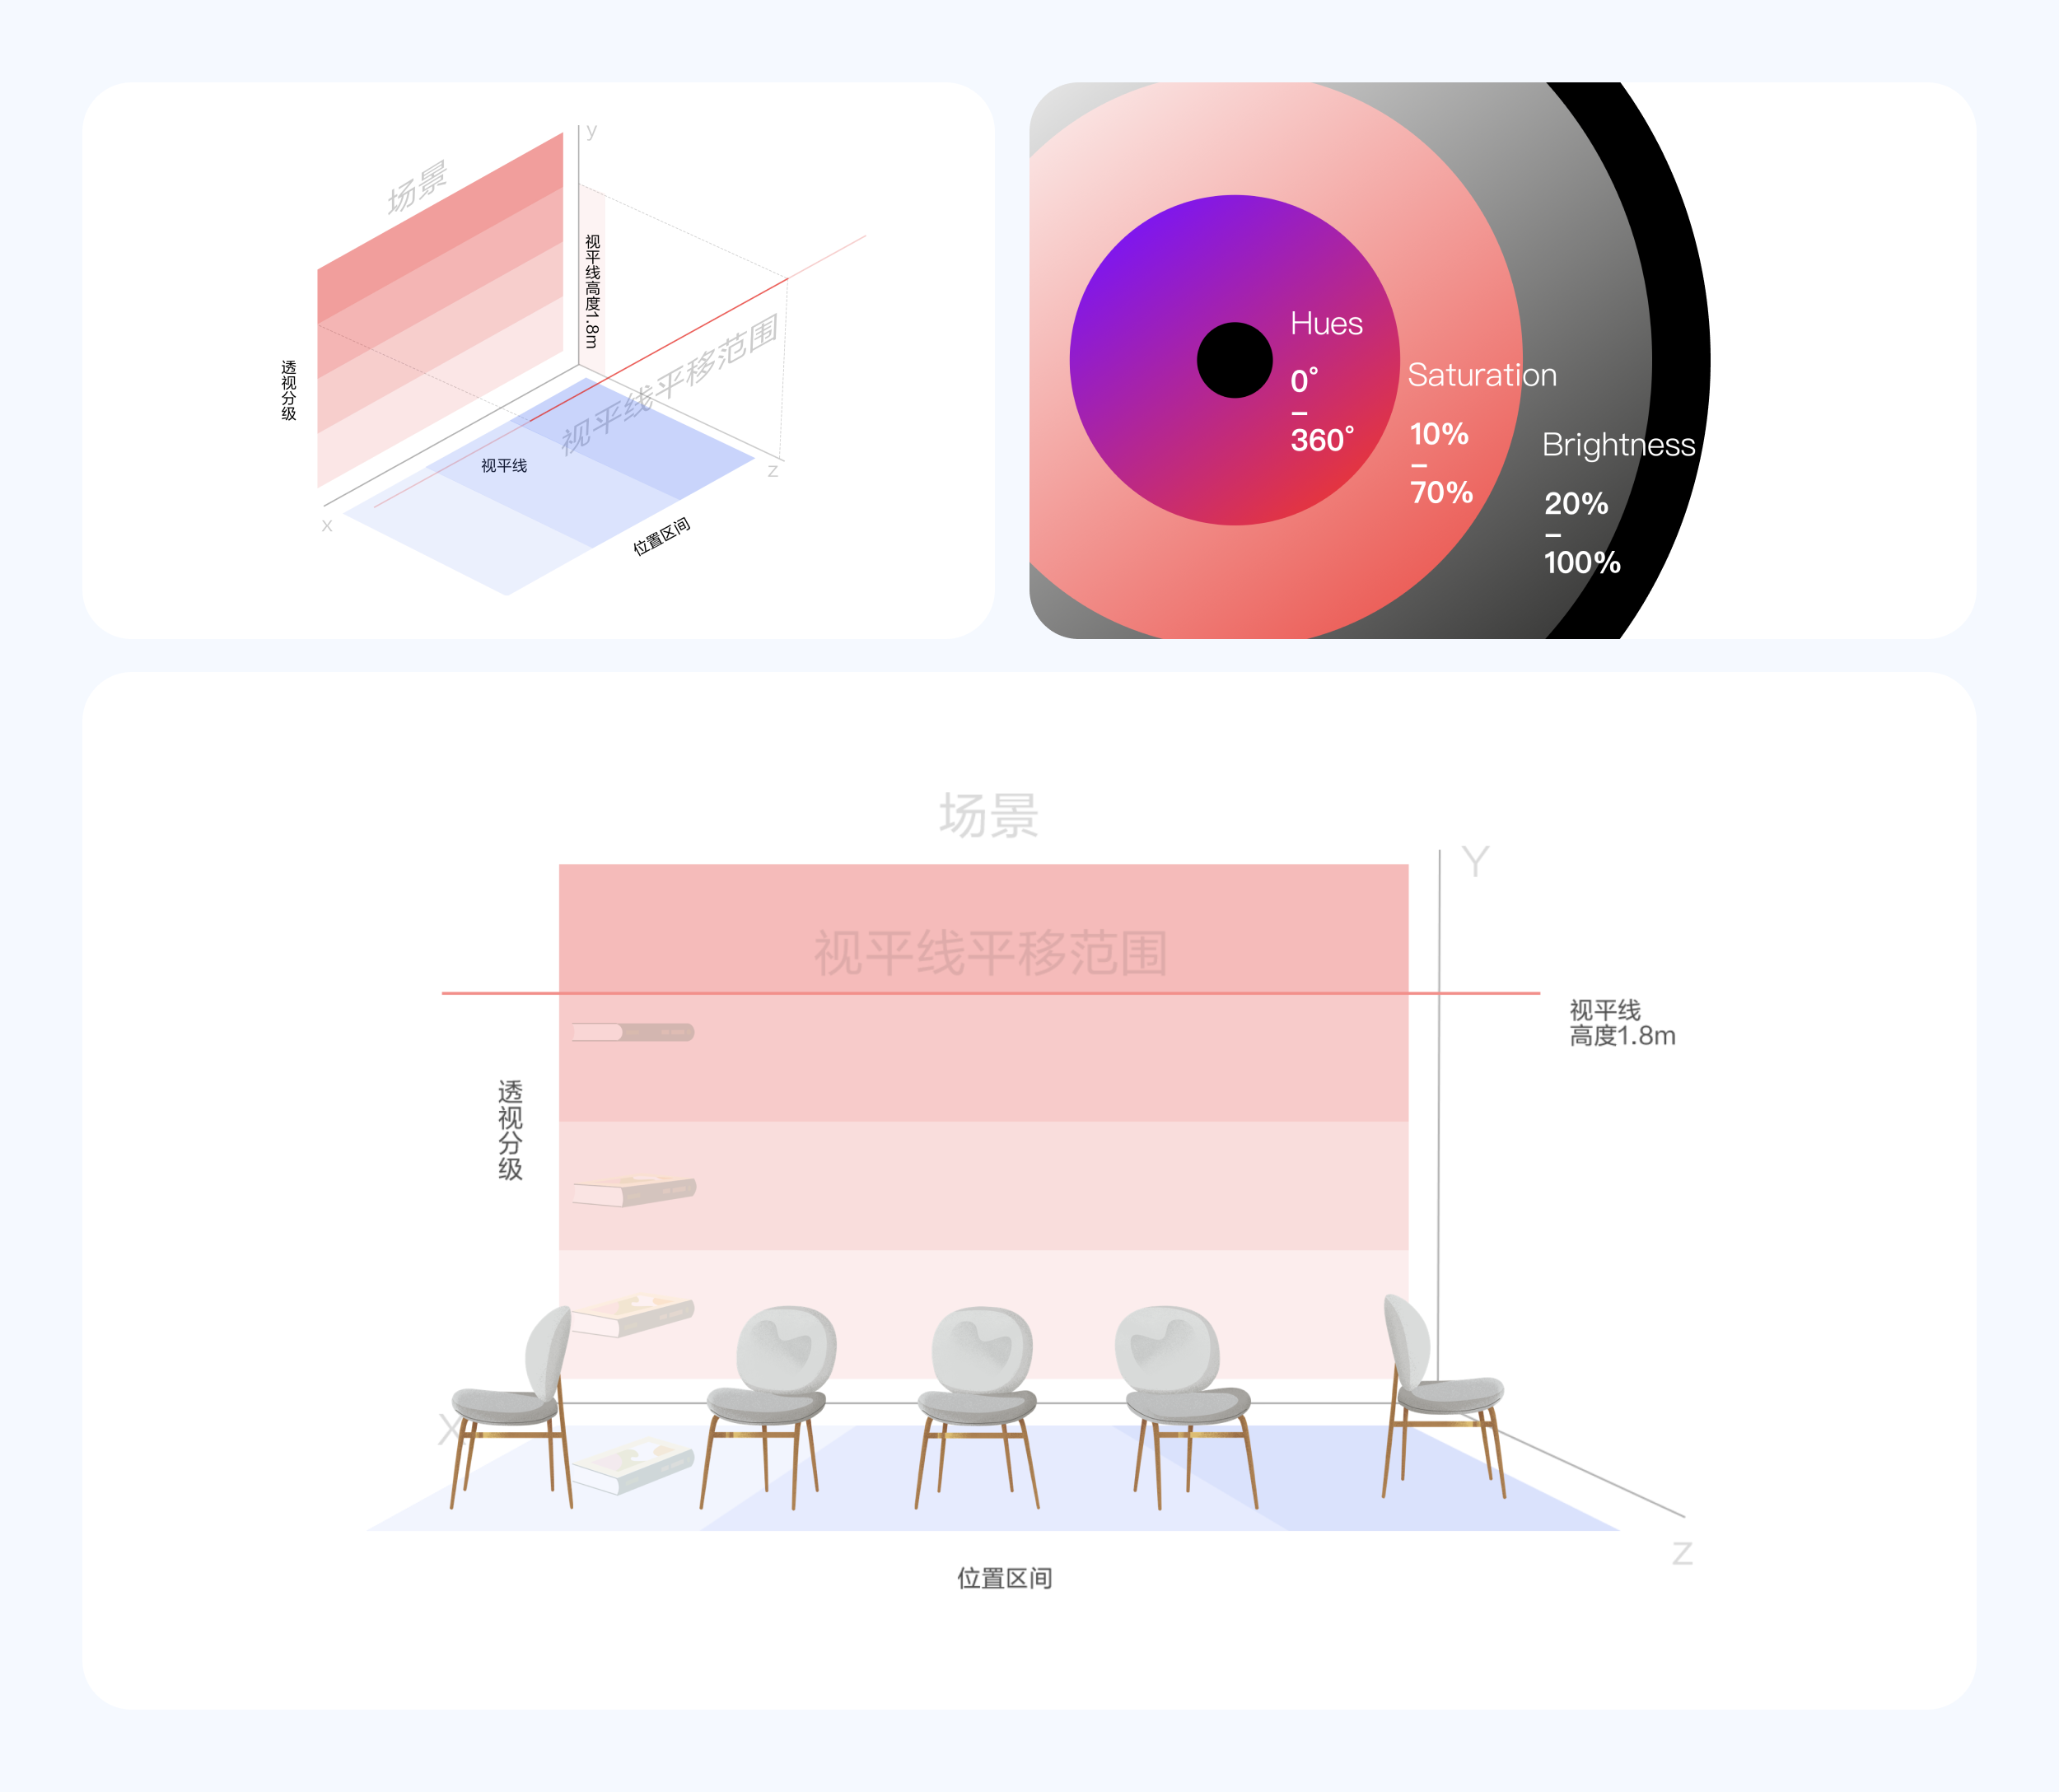 场景
y
视平线高度1.8m
视平线平移范围
透视分级
视平线
x
z
位置区间
Hues
0°
–
360°
Saturation
10%
–
70%
Brightness
20%
–
100%
场景
Y
视平线平移范围
视平线
高度1.8m
透视分级
X
Z
位置区间